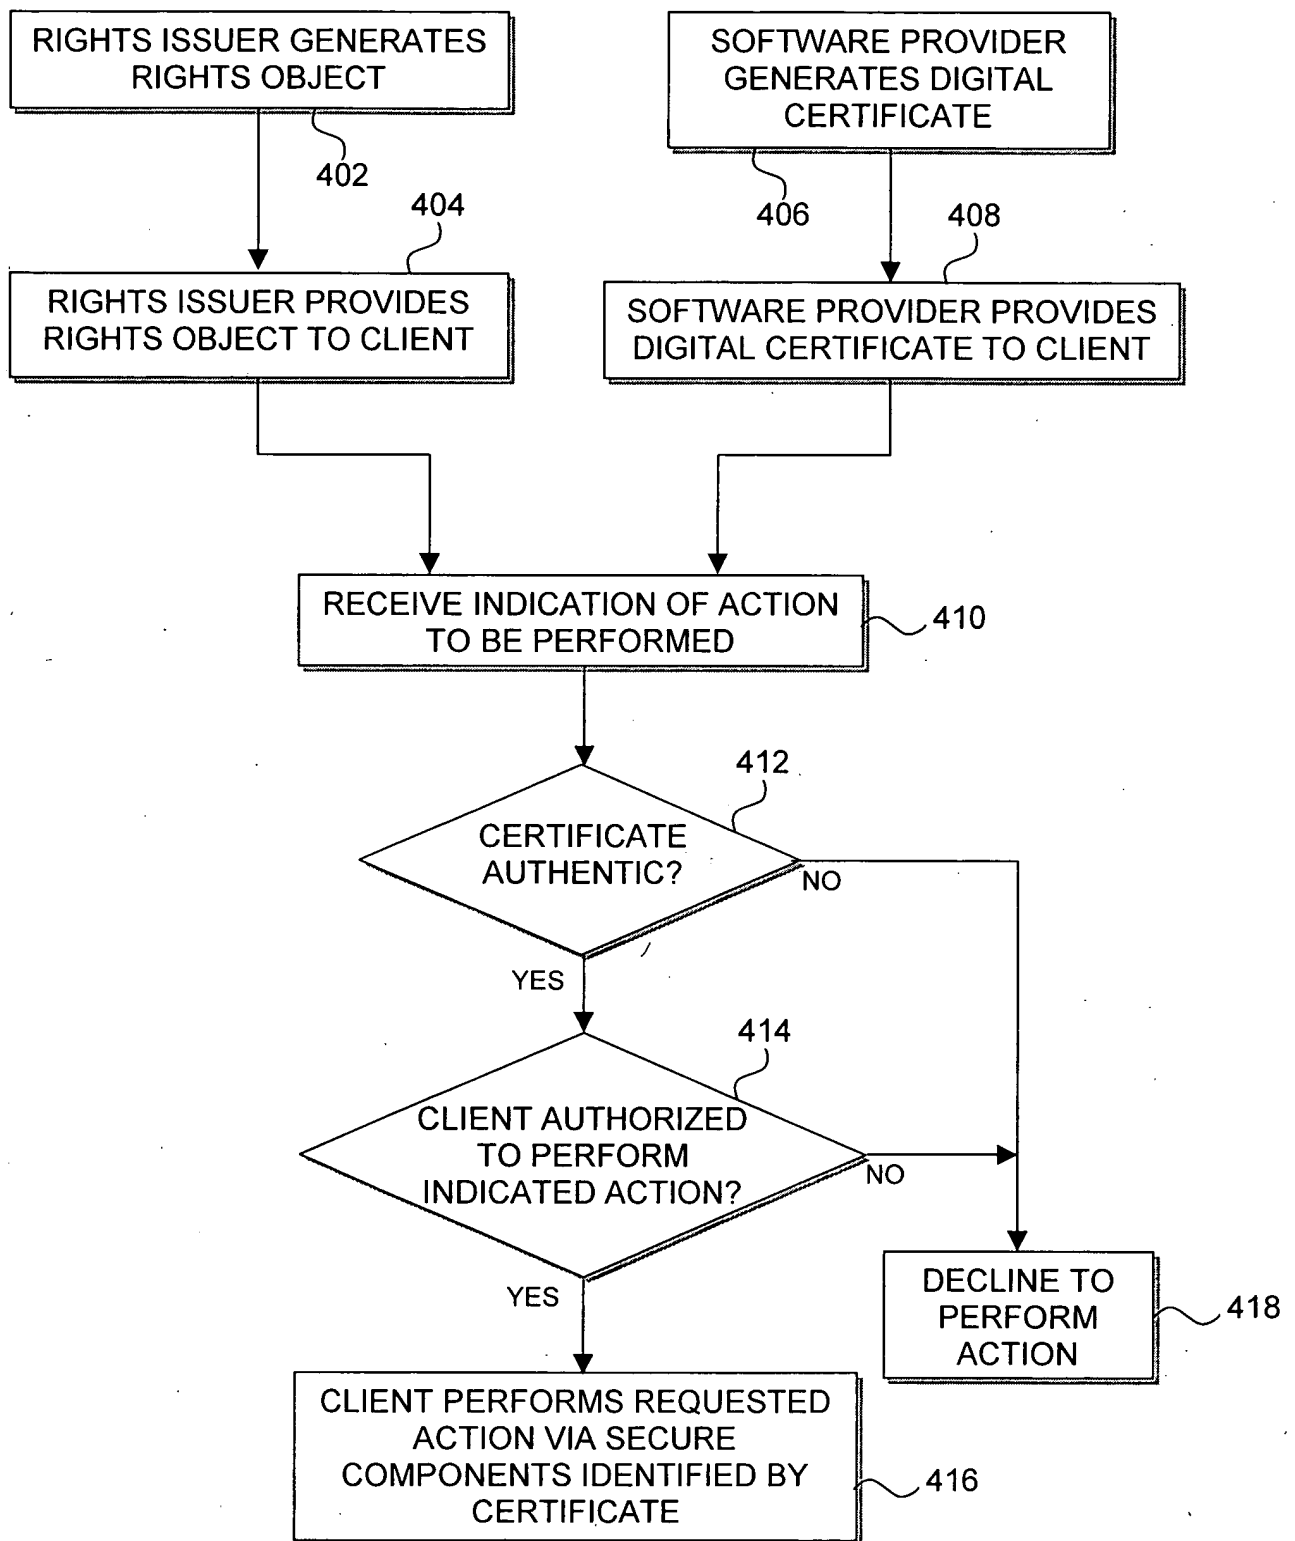 RIGHTS ISSUER GENERATES
RIGHTS OBJECT
402
SOFTWARE PROVIDER
GENERATES DIGITAL
CERTIFICATE
406
404
RIGHTS ISSUER PROVIDES
RIGHTS OBJECT TO CLIENT
408
SOFTWARE PROVIDER PROVIDES
DIGITAL CERTIFICATE TO CLIENT
RECEIVE INDICATION OF ACTION
TO BE PERFORMED
410
412
CERTIFICATE
AUTHENTIC?
NO
YES
414
CLIENT AUTHORIZED
TO PERFORM
INDICATED ACTION?
NO
YES
DECLINE TO
PERFORM
ACTION
418
CLIENT PERFORMS REQUESTED
ACTION VIA SECURE
COMPONENTS IDENTIFIED BY
CERTIFICATE
416